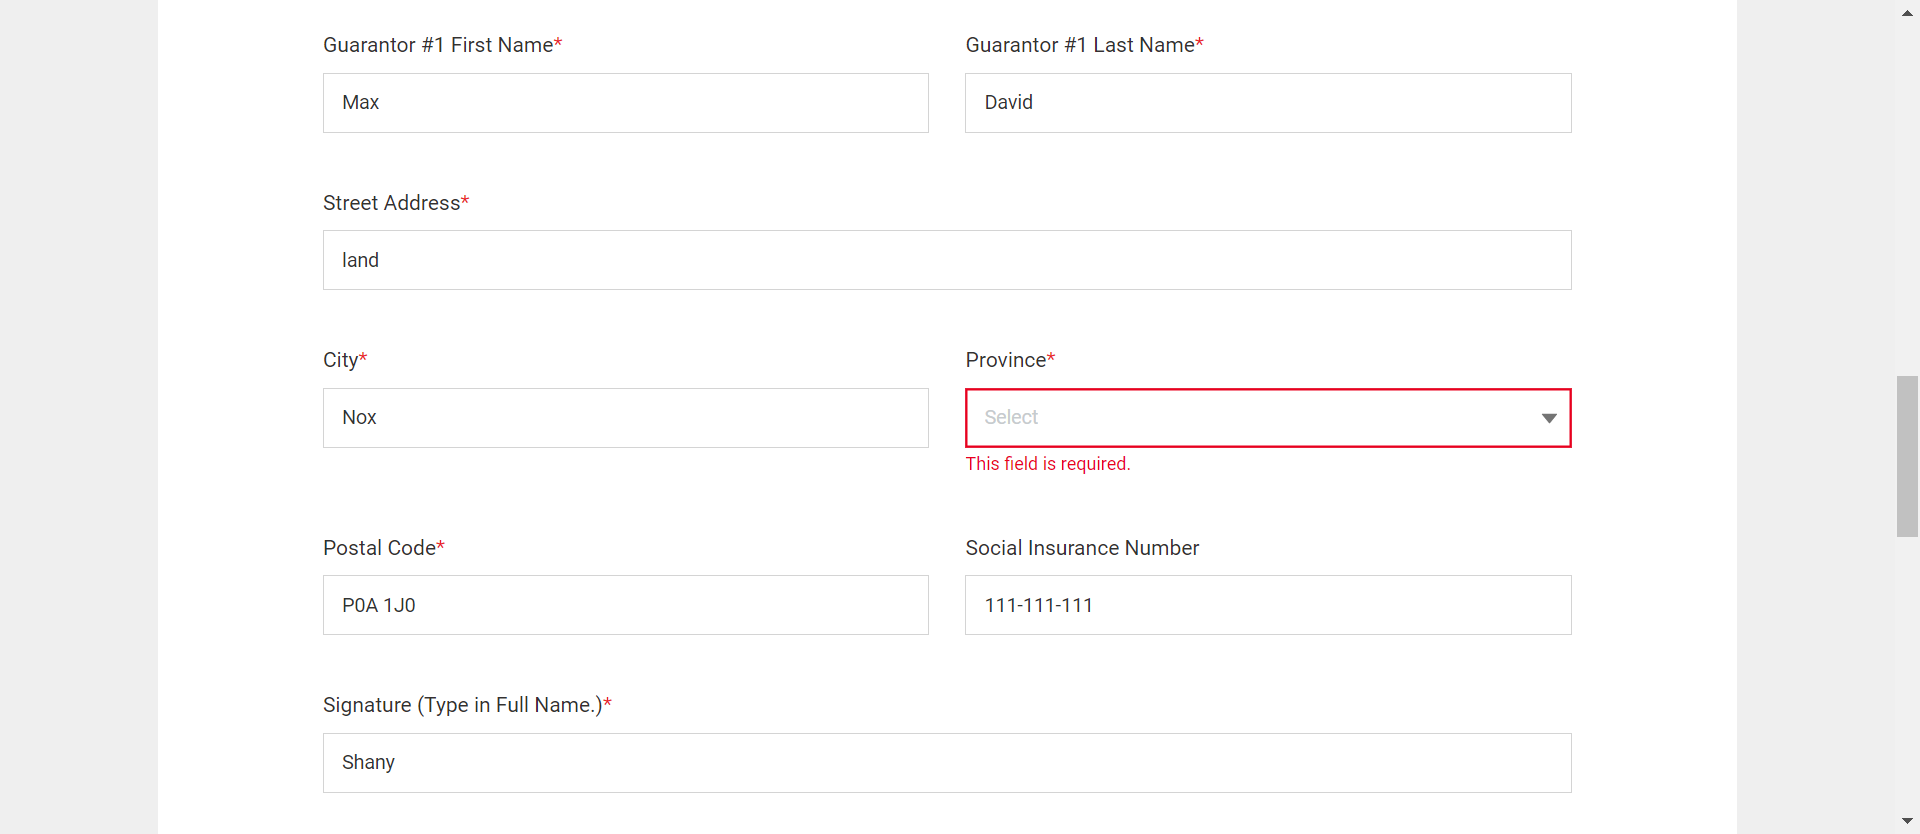 Guarantor #1 First Name*
Guarantor #1 Last Name*
Max
David
Street Address*
land
City*
Province*
Nox
Select
This field is required.
Postal Code*
Social Insurance Number
P0A 1J0
111-111-111
Signature (Type in Full Name.)*
Shany